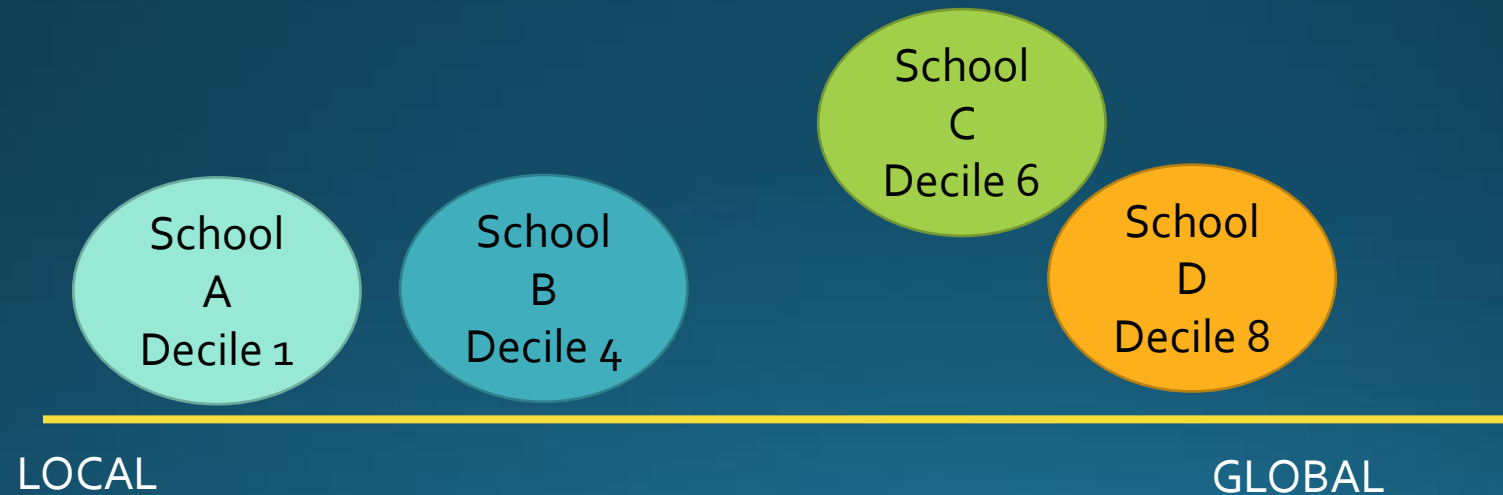 School
A
Decile 1
School
B
Decile 4
School
C
Decile 6
School
D
Decile 8
LOCAL
GLOBAL